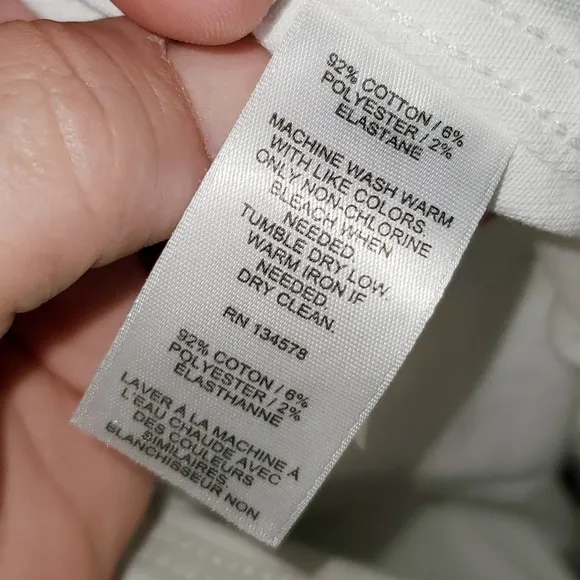 92% COTTON / 6%
POLYESTER / 2%
ELASTANE
MACHINE WASH WARM
WITH LIKE COLORS.
ONLY NON-CHLORINE
BLEACH WHEN
NEEDED.
TUMBLE DRY LOW.
WARM IRON IF
NEEDED.
DRY CLEAN.
RN 134578
92% COTON / 6%
POLYESTER / 2%
ÉLASTHANNE
LAVER À LA MACHINE À
L'EAU CHAUDE AVEC
DES COULEURS
SIMILAIRES.
BLANCHISSEUR NON